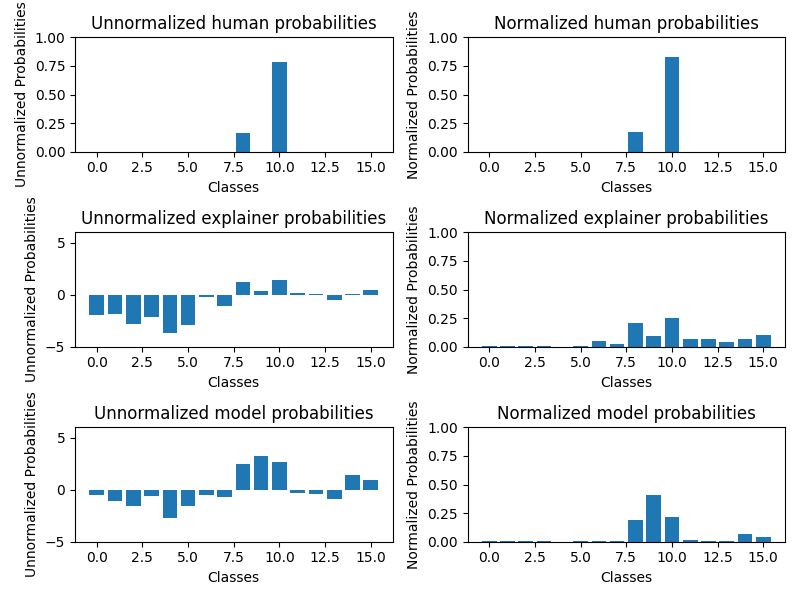 Unnormalized human probabilities
Unnormalized Probabilities
1.00
0.75
0.50
0.25
0.00
0.0 2.5 5.0 7.5 10.0 12.5 15.0
Classes
Normalized human probabilities
Normalized Probabilities
1.00
0.75
0.50
0.25
0.00
0.0 2.5 5.0 7.5 10.0 12.5 15.0
Classes
Unnormalized explainer probabilities
Unnormalized Probabilities
5
0
−5
0.0 2.5 5.0 7.5 10.0 12.5 15.0
Classes
Normalized explainer probabilities
Normalized Probabilities
1.00
0.75
0.50
0.25
0.00
0.0 2.5 5.0 7.5 10.0 12.5 15.0
Classes
Unnormalized model probabilities
Unnormalized Probabilities
5
0
−5
0.0 2.5 5.0 7.5 10.0 12.5 15.0
Classes
Normalized model probabilities
Normalized Probabilities
1.00
0.75
0.50
0.25
0.00
0.0 2.5 5.0 7.5 10.0 12.5 15.0
Classes